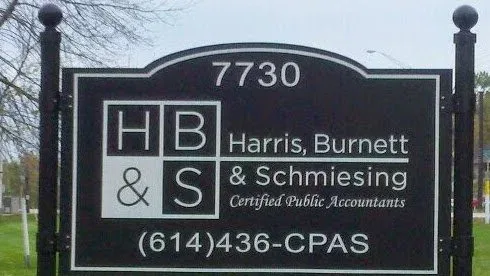 7730
HB
&S
Harris, Burnett
& Schmiesing
Certified Public Accountants
(614)436-CPAS